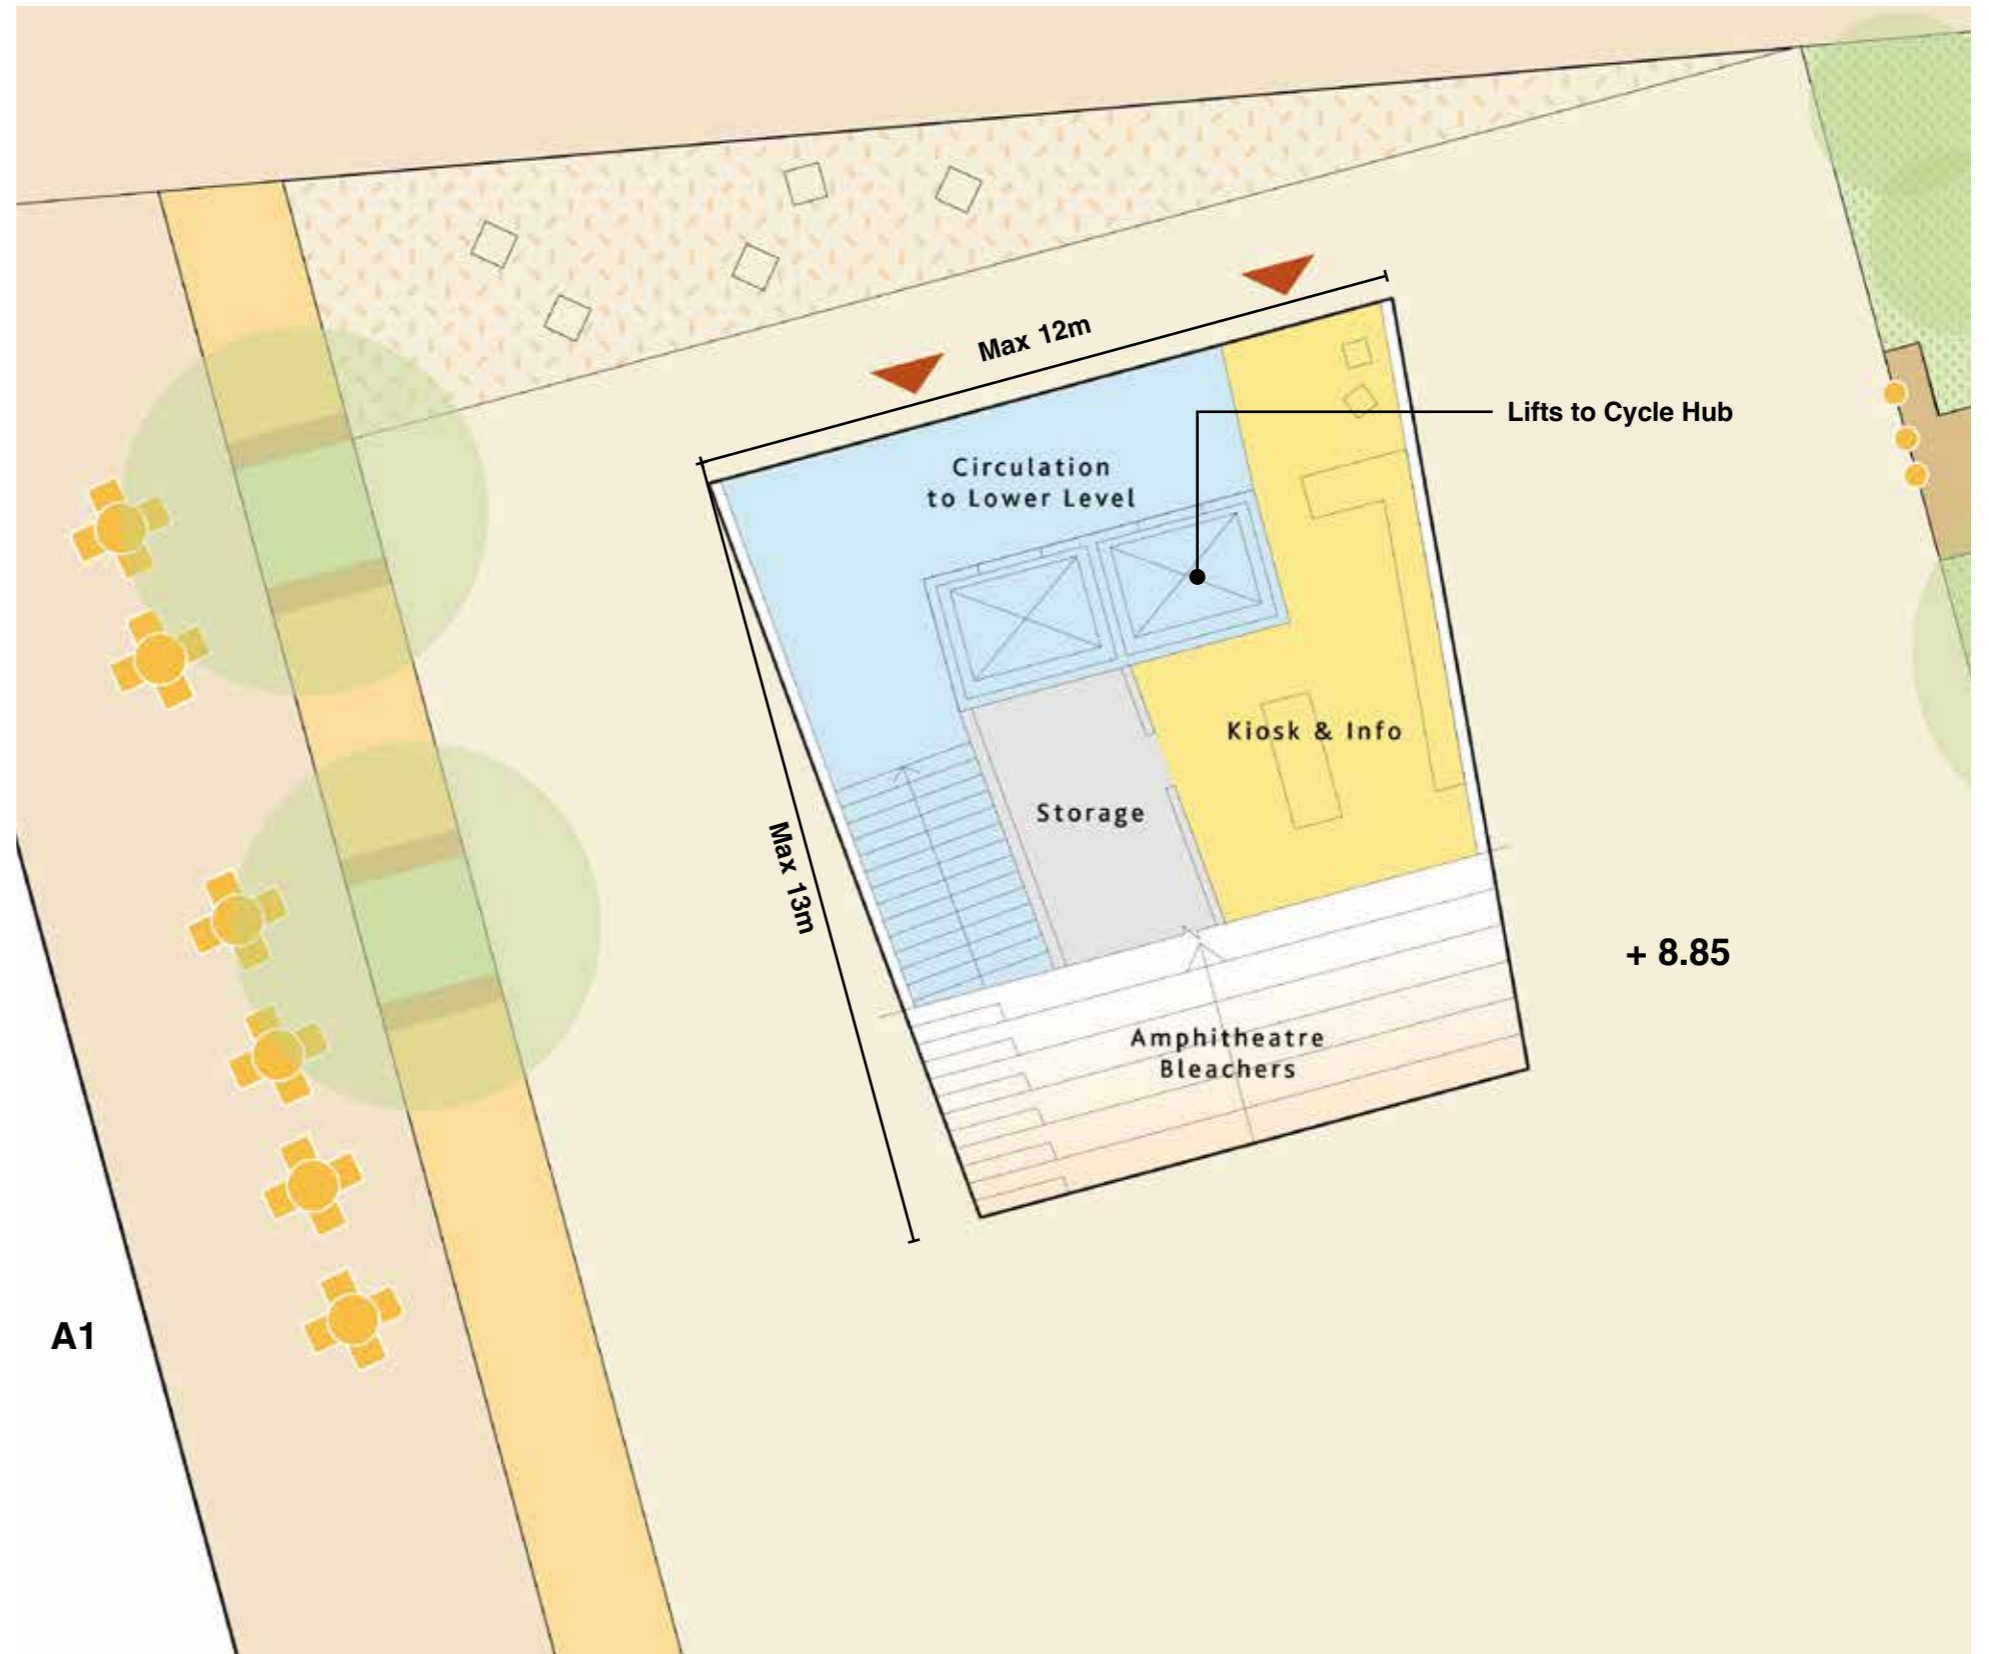 Max 12m
Lifts to Cycle Hub
Circulation
to Lower Level
Kiosk & Info
Storage
Max 13m
+ 8.85
Amphitheatre
Bleachers
A1